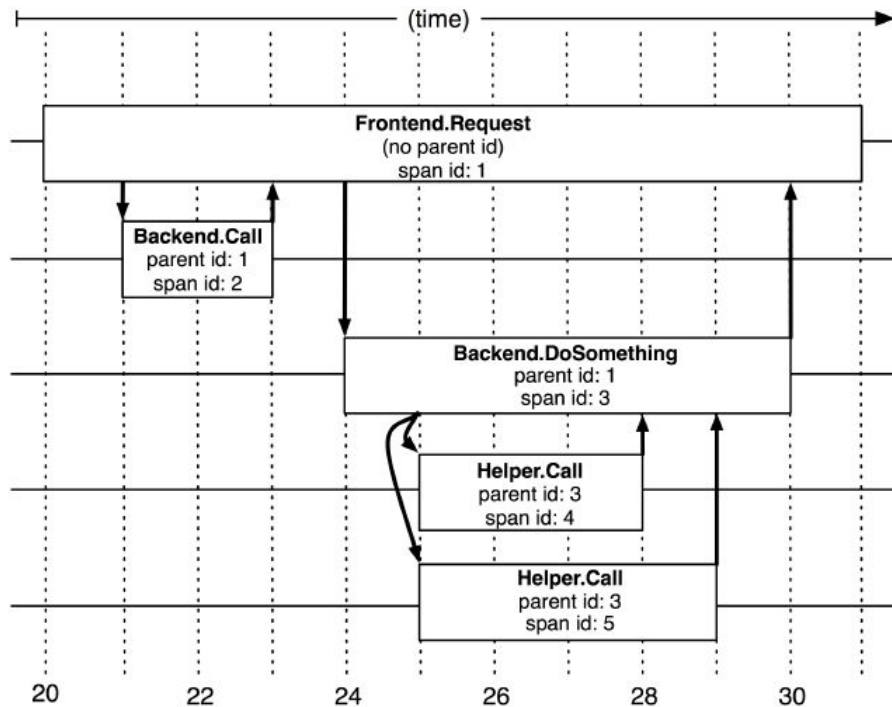 (time)
Frontend.Request
(no parent id)
span id: 1
Backend.Call
parent id: 1
span id: 2
Backend.DoSomething
parent id: 1
span id: 3
Helper.Call
parent id: 3
span id: 4
Helper.Call
parent id: 3
span id: 5
20 22 24 26 28 30